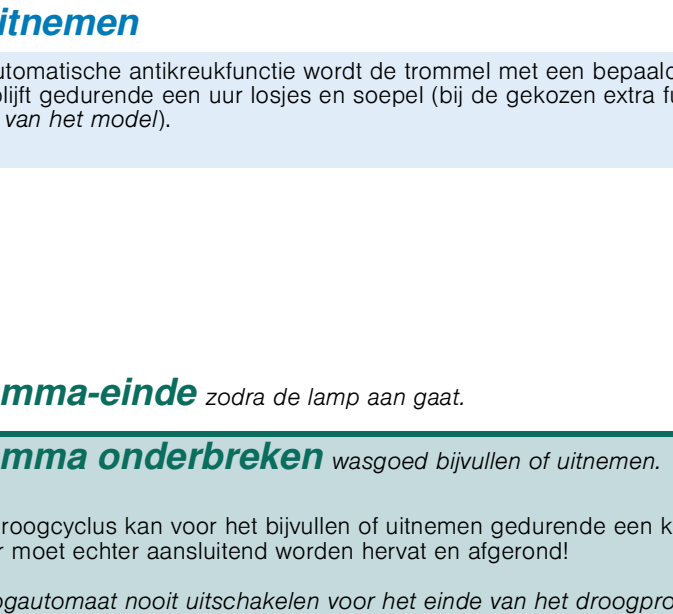 itnemen
utomatische antikreukfunctie wordt de trommel met een bepaald
lijft gedurende een uur losjes en soepel (bij de gekozen extra fu
van het model).
mma-einde zodra de lamp aan gaat.
mma onderbreken wasgoed bijvullen of uitnemen.
roogcyclus kan voor het bijvullen of uitnemen gedurende een k
r moet echter aansluitend worden hervat en afgerond!
ogautomaat nooit uitschakelen voor het einde van het droogpro